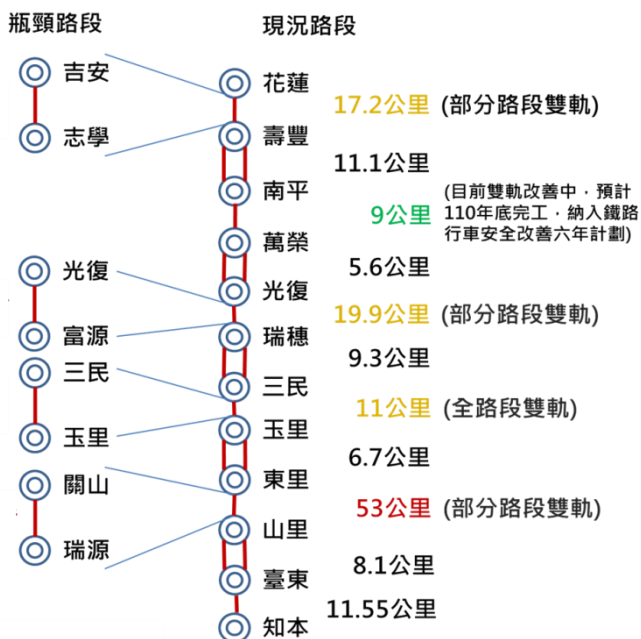 瓶頸路段
現況路段
吉安
志學
光復
富源
三民
玉里
關山
瑞源
花蓮
17.2公里 (部分路段雙軌)
壽豐
11.1公里
南平
9公里
(目前雙軌改善中，預計
110年底完工，納入鐵路
行車安全改善六年計劃)
萬榮
5.6公里
光復
19.9公里 (部分路段雙軌)
瑞穗
9.3公里
三民
11公里 (全路段雙軌)
玉里
6.7公里
東里
53公里 (部分路段雙軌)
山里
8.1公里
臺東
11.55公里
知本